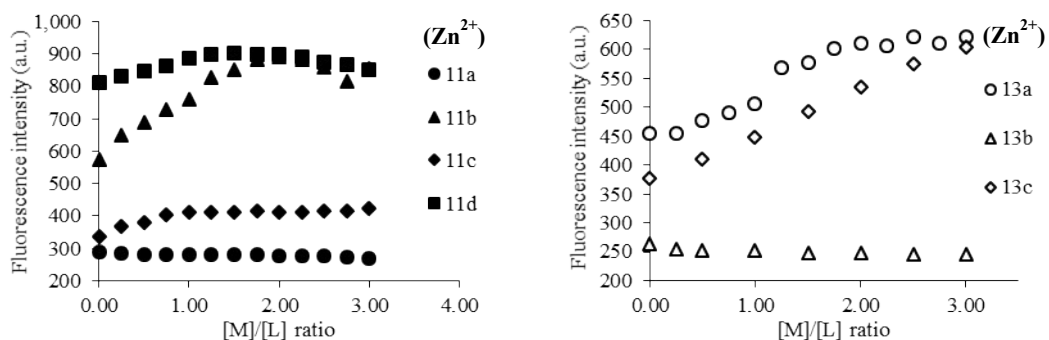 Fluorescence intensity (a.u.)
1,000
900
800
700
600
500
400
300
200
0.00 1.00 2.00 3.00 4.00
[M]/[L] ratio
(Zn²⁺)
11a
11b
11c
11d
Fluorescence intensity (a.u.)
650
600
550
500
450
400
350
300
250
200
0.00 1.00 2.00 3.00
[M]/[L] ratio
(Zn²⁺)
13a
13b
13c